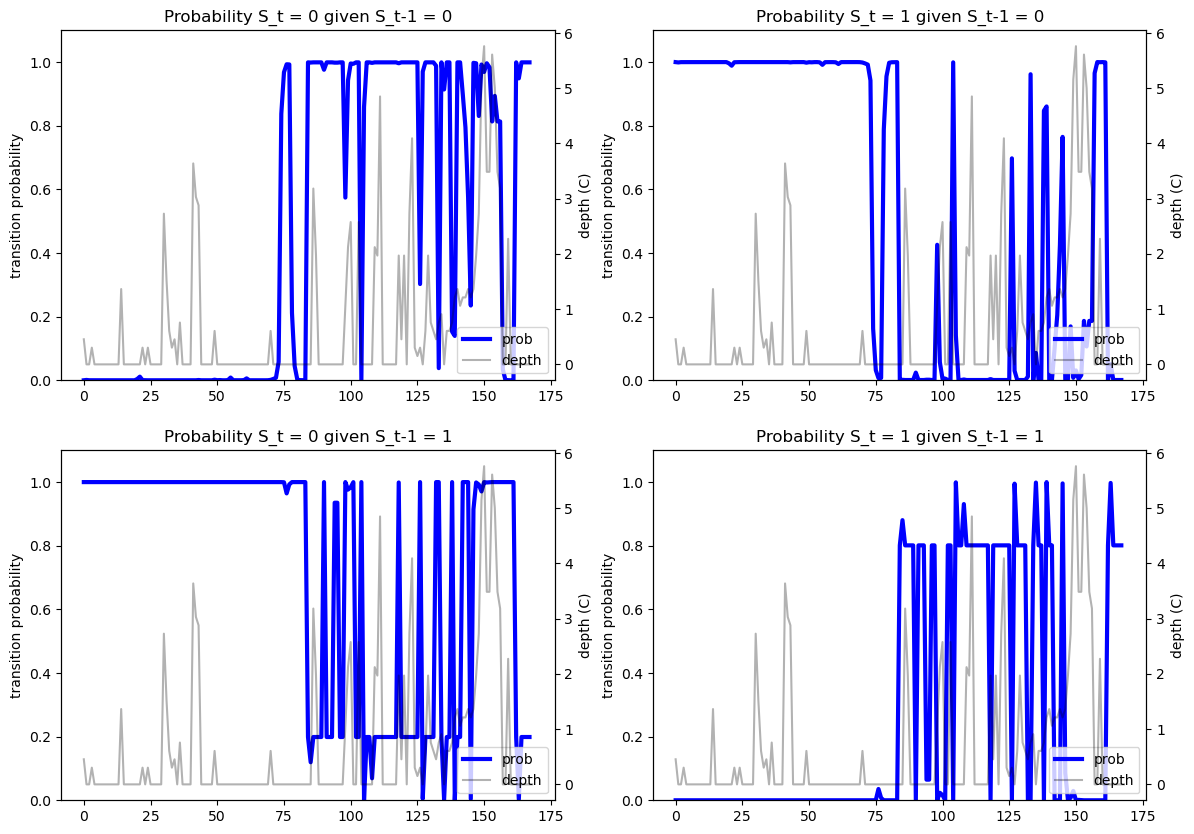 Probability S_t = 0 given S_t-1 = 0
transition probability
1.0
0.8
0.6
0.4
0.2
0.0
6
5
4
3
2
1
0
depth (C)
prob
depth
0 25 50 75 100 125 150 175
Probability S_t = 1 given S_t-1 = 0
transition probability
1.0
0.8
0.6
0.4
0.2
0.0
6
5
4
3
2
1
0
depth (C)
prob
depth
0 25 50 75 100 125 150 175
Probability S_t = 0 given S_t-1 = 1
transition probability
1.0
0.8
0.6
0.4
0.2
0.0
6
5
4
3
2
1
0
depth (C)
prob
depth
0 25 50 75 100 125 150 175
Probability S_t = 1 given S_t-1 = 1
transition probability
1.0
0.8
0.6
0.4
0.2
0.0
6
5
4
3
2
1
0
depth (C)
prob
depth
0 25 50 75 100 125 150 175